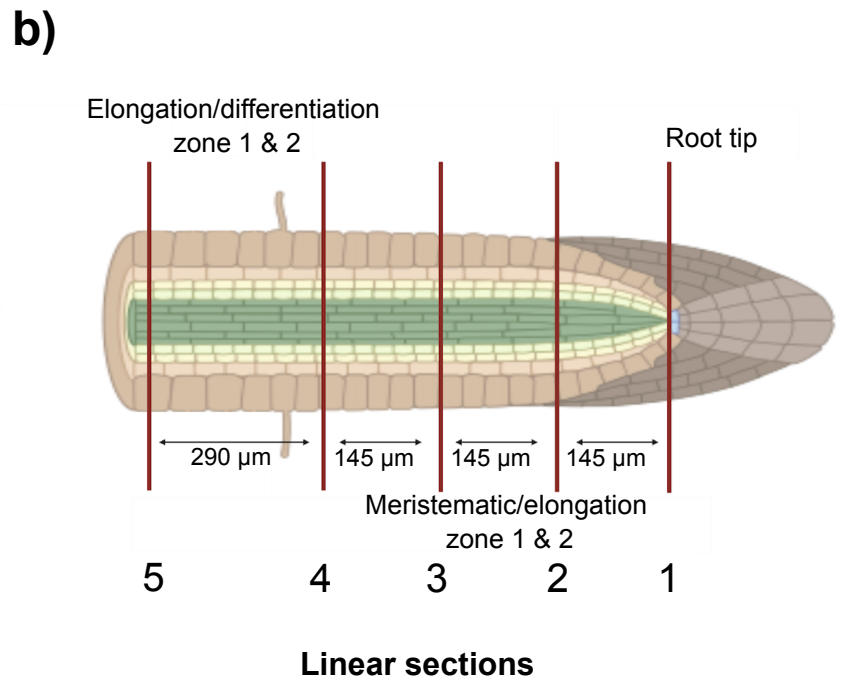 b)
Elongation/differentiation
zone 1 & 2
Root tip
290 µm
145 µm
145 µm
145 µm
Meristematic/elongation
zone 1 & 2
5 4 3 2 1
Linear sections